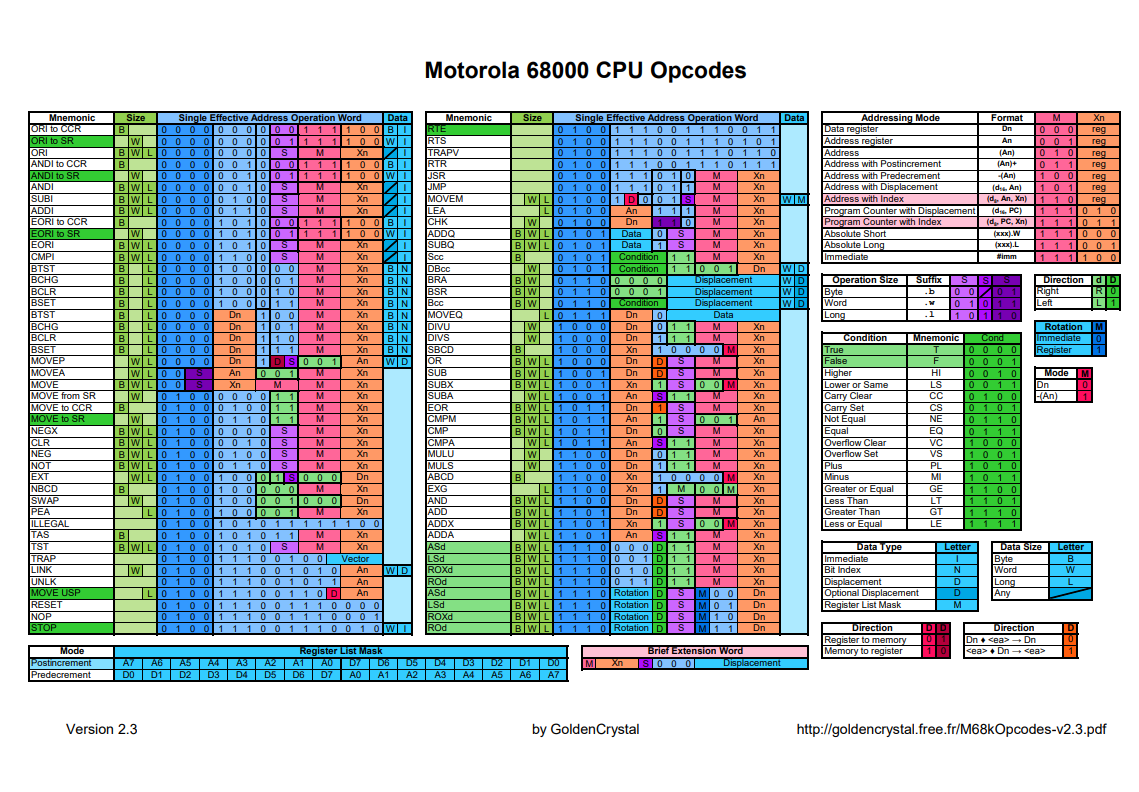 Motorola 68000 CPU Opcodes
Mnemonic Size Single Effective Address Operation Word Data
ORI to CCR B 0 0 0 0 0 0 0 0 0 0 1 1 1 1 0 0 B I
ORI to SR W 0 0 0 0 0 0 0 0 0 1 1 1 1 1 0 0 W I
ORI B W L 0 0 0 0 0 0 0 0 S M Xn I
ANDI to CCR B 0 0 0 0 0 0 1 0 0 0 1 1 1 1 0 0 B I
ANDI to SR W 0 0 0 0 0 0 1 0 0 1 1 1 1 1 0 0 W I
ANDI B W L 0 0 0 0 0 0 1 0 S M Xn I
SUBI B W L 0 0 0 0 0 1 0 0 S M Xn I
ADDI B W L 0 0 0 0 0 1 1 0 S M Xn I
EORI to CCR B 0 0 0 0 1 0 1 0 0 0 1 1 1 1 0 0 B I
EORI to SR W 0 0 0 0 1 0 1 0 0 1 1 1 1 1 0 0 W I
EORI B W L 0 0 0 0 1 0 1 0 S M Xn I
CMPI B W L 0 0 0 0 1 1 0 0 S M Xn I
BTST B L 0 0 0 0 1 0 0 0 0 0 M Xn B N
BCHG B L 0 0 0 0 1 0 0 0 0 1 M Xn B N
BCLR B L 0 0 0 0 1 0 0 0 1 0 M Xn B N
BSET B L 0 0 0 0 1 0 0 0 1 1 M Xn B N
BTST B L 0 0 0 0 Dn 1 0 0 M Xn B N
BCHG B L 0 0 0 0 Dn 1 0 1 M Xn B N
BCLR B L 0 0 0 0 Dn 1 1 0 M Xn B N
BSET B L 0 0 0 0 Dn 1 1 1 M Xn B N
MOVEP W L 0 0 0 0 Dn 1 D S 0 0 1 An W D
MOVEA W L 0 0 S An 0 0 1 M Xn
MOVE B W L 0 0 S Xn M M Xn
MOVE from SR W 0 1 0 0 0 0 0 0 1 1 M Xn
MOVE to CCR B 0 1 0 0 0 1 0 0 1 1 M Xn
MOVE to SR W 0 1 0 0 0 1 1 0 1 1 M Xn
NEGX B W L 0 1 0 0 0 0 0 0 S M Xn
CLR B W L 0 1 0 0 0 0 1 0 S M Xn
NEG B W L 0 1 0 0 0 1 0 0 S M Xn
NOT B W L 0 1 0 0 0 1 1 0 S M Xn
EXT W L 0 1 0 0 1 0 0 0 1 S 0 0 0 Dn
NBCD B 0 1 0 0 1 0 0 0 0 0 M Xn
SWAP W 0 1 0 0 1 0 0 0 0 1 0 0 0 Dn
PEA L 0 1 0 0 1 0 0 0 0 1 M Xn
ILLEGAL 0 1 0 0 1 0 1 0 1 1 1 1 1 1 0 0
TAS B 0 1 0 0 1 0 1 0 1 1 M Xn
TST B W L 0 1 0 0 1 0 1 0 S M Xn
TRAP 0 1 0 0 1 1 1 0 0 1 0 0 Vector
LINK W 0 1 0 0 1 1 1 0 0 1 0 1 0 An W D
UNLK 0 1 0 0 1 1 1 0 0 1 0 1 1 An
MOVE USP L 0 1 0 0 1 1 1 0 0 1 1 0 D An
RESET 0 1 0 0 1 1 1 0 0 1 1 1 0 0 0 0
NOP 0 1 0 0 1 1 1 0 0 1 1 1 0 0 0 1
STOP 0 1 0 0 1 1 1 0 0 1 1 1 0 0 1 0 W I
Mnemonic Size Single Effective Address Operation Word Data
RTE 0 1 0 0 1 1 1 0 0 1 1 1 0 0 1 1
RTS 0 1 0 0 1 1 1 0 0 1 1 1 0 1 0 1
TRAPV 0 1 0 0 1 1 1 0 0 1 1 1 0 1 1 0
RTR 0 1 0 0 1 1 1 0 0 1 1 1 0 1 1 1
JSR 0 1 0 0 1 1 1 0 1 0 M Xn
JMP 0 1 0 0 1 1 1 0 1 1 M Xn
MOVEM W L 0 1 0 0 1 D 0 0 1 S M Xn W M
LEA L 0 1 0 0 An 1 1 1 M Xn
CHK W 0 1 0 0 Dn 1 1 0 M Xn
ADDQ B W L 0 1 0 1 Data 0 S M Xn
SUBQ B W L 0 1 0 1 Data 1 S M Xn
Scc B 0 1 0 1 Condition 1 1 M Xn
DBcc W 0 1 0 1 Condition 1 1 0 0 1 Dn W D
BRA B W 0 1 1 0 0 0 0 0 Displacement W D
BSR B W 0 1 1 0 0 0 0 1 Displacement W D
Bcc B W 0 1 1 0 Condition Displacement W D
MOVEQ L 0 1 1 1 Dn 0 Data
DIVU W 1 0 0 0 Dn 0 1 1 M Xn
DIVS W 1 0 0 0 Dn 1 1 1 M Xn
SBCD B 1 0 0 0 Xn 1 0 0 0 0 M Xn
OR B W L 1 0 0 0 Dn D S M Xn
SUB B W L 1 0 0 1 Dn D S M Xn
SUBX B W L 1 0 0 1 Xn 1 S 0 0 M Xn
SUBA W L 1 0 0 1 An S 1 1 M Xn
EOR B W L 1 0 1 1 Dn 1 S M Xn
CMPM B W L 1 0 1 1 An 1 S 0 0 1 An
CMP B W L 1 0 1 1 Dn 0 S M Xn
CMPA W L 1 0 1 1 An S 1 1 M Xn
MULU W 1 1 0 0 Dn 0 1 1 M Xn
MULS W 1 1 0 0 Dn 1 1 1 M Xn
ABCD B 1 1 0 0 Xn 1 0 0 0 0 M Xn
EXG L 1 1 0 0 Xn 1 M 0 0 M Xn
AND B W L 1 1 0 0 Dn D S M Xn
ADD B W L 1 1 0 1 Dn D S M Xn
ADDX B W L 1 1 0 1 Xn 1 S 0 0 M Xn
ADDA W L 1 1 0 1 An S 1 1 M Xn
ASd B W L 1 1 1 0 0 0 0 D 1 1 M Xn
LSd B W L 1 1 1 0 0 0 1 D 1 1 M Xn
ROXd B W L 1 1 1 0 0 1 0 D 1 1 M Xn
ROd B W L 1 1 1 0 0 1 1 D 1 1 M Xn
ASd B W L 1 1 1 0 Rotation D S M 0 0 Dn
LSd B W L 1 1 1 0 Rotation D S M 0 1 Dn
ROXd B W L 1 1 1 0 Rotation D S M 1 0 Dn
ROd B W L 1 1 1 0 Rotation D S M 1 1 Dn
Addressing Mode Format M Xn
Data register Dn 0 0 0 reg
Address register An 0 0 1 reg
Address (An) 0 1 0 reg
Address with Postincrement (An)+ 0 1 1 reg
Address with Predecrement -(An) 1 0 0 reg
Address with Displacement (d16, An) 1 0 1 reg
Address with Index (d8, An, Xn) 1 1 0 reg
Program Counter with Displacement (d16, PC) 1 1 1 0 1 0
Program Counter with Index (d8, PC, Xn) 1 1 1 0 1 1
Absolute Short (xxx).W 1 1 1 0 0 0
Absolute Long (xxx).L 1 1 1 0 0 1
Immediate #imm 1 1 1 1 0 0
Operation Size Suffix S S S
Byte .b 0 0 0 1
Word .w 0 1 0 1 1
Long .l 1 0 1 1 0
Direction d D
Right R 0
Left L 1
Rotation M
Immediate 0
Register 1
Mode M
Dn 0
-(An) 1
Condition Mnemonic Cond
True T 0 0 0 0
False F 0 0 0 1
Higher HI 0 0 1 0
Lower or Same LS 0 0 1 1
Carry Clear CC 0 1 0 0
Carry Set CS 0 1 0 1
Not Equal NE 0 1 1 0
Equal EQ 0 1 1 1
Overflow Clear VC 1 0 0 0
Overflow Set VS 1 0 0 1
Plus PL 1 0 1 0
Minus MI 1 0 1 1
Greater or Equal GE 1 1 0 0
Less Than LT 1 1 0 1
Greater Than GT 1 1 1 0
Less or Equal LE 1 1 1 1
Data Type Letter
Immediate I
Bit Index N
Displacement D
Optional Displacement D
Register List Mask M
Data Size Letter
Byte B
Word W
Long L
Any
Direction D D
Register to memory 0 1
Memory to register 1 0
Direction D
Dn ♦ <ea> → Dn 0
<ea> ♦ Dn → <ea> 1
Mode Register List Mask
Postincrement A7 A6 A5 A4 A3 A2 A1 A0 D7 D6 D5 D4 D3 D2 D1 D0
Predecrement D0 D1 D2 D3 D4 D5 D6 D7 A0 A1 A2 A3 A4 A5 A6 A7
Brief Extension Word
M Xn S 0 0 0 Displacement
Version 2.3
by GoldenCrystal
http://goldencrystal.free.fr/M68kOpcodes-v2.3.pdf